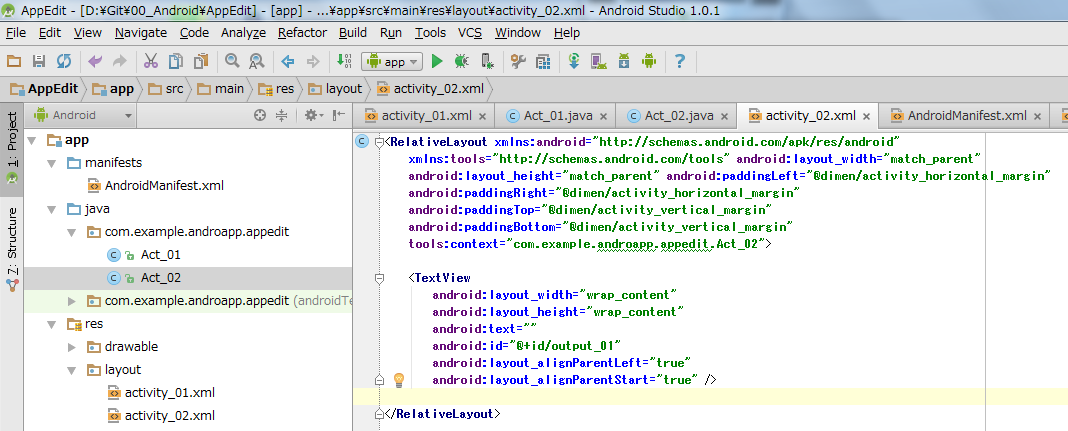 AppEdit - [D:¥Git¥00_Android¥AppEdit] - [app] - ...¥app¥src¥main¥res¥layout¥activity_02.xml - Android Studio 1.0.1
File Edit View Navigate Code Analyze Refactor Build Run Tools VCS Window Help
app
AppEdit app src main res layout activity_02.xml
Android
activity_01.xml Act_01.java Act_02.java activity_02.xml AndroidManifest.xml
1: Project
7: Structure
app
manifests
AndroidManifest.xml
java
com.example.androapp.appedit
Act_01
Act_02
com.example.androapp.appedit (androidTe
res
drawable
layout
activity_01.xml
activity_02.xml
<RelativeLayout xmlns:android="http://schemas.android.com/apk/res/android"
xmlns:tools="http://schemas.android.com/tools" android:layout_width="match_parent"
android:layout_height="match_parent" android:paddingLeft="@dimen/activity_horizontal_margin"
android:paddingRight="@dimen/activity_horizontal_margin"
android:paddingTop="@dimen/activity_vertical_margin"
android:paddingBottom="@dimen/activity_vertical_margin"
tools:context="com.example.androapp.appedit.Act_02">
<TextView
android:layout_width="wrap_content"
android:layout_height="wrap_content"
android:text=""
android:id="@+id/output_01"
android:layout_alignParentLeft="true"
android:layout_alignParentStart="true" />
</RelativeLayout>